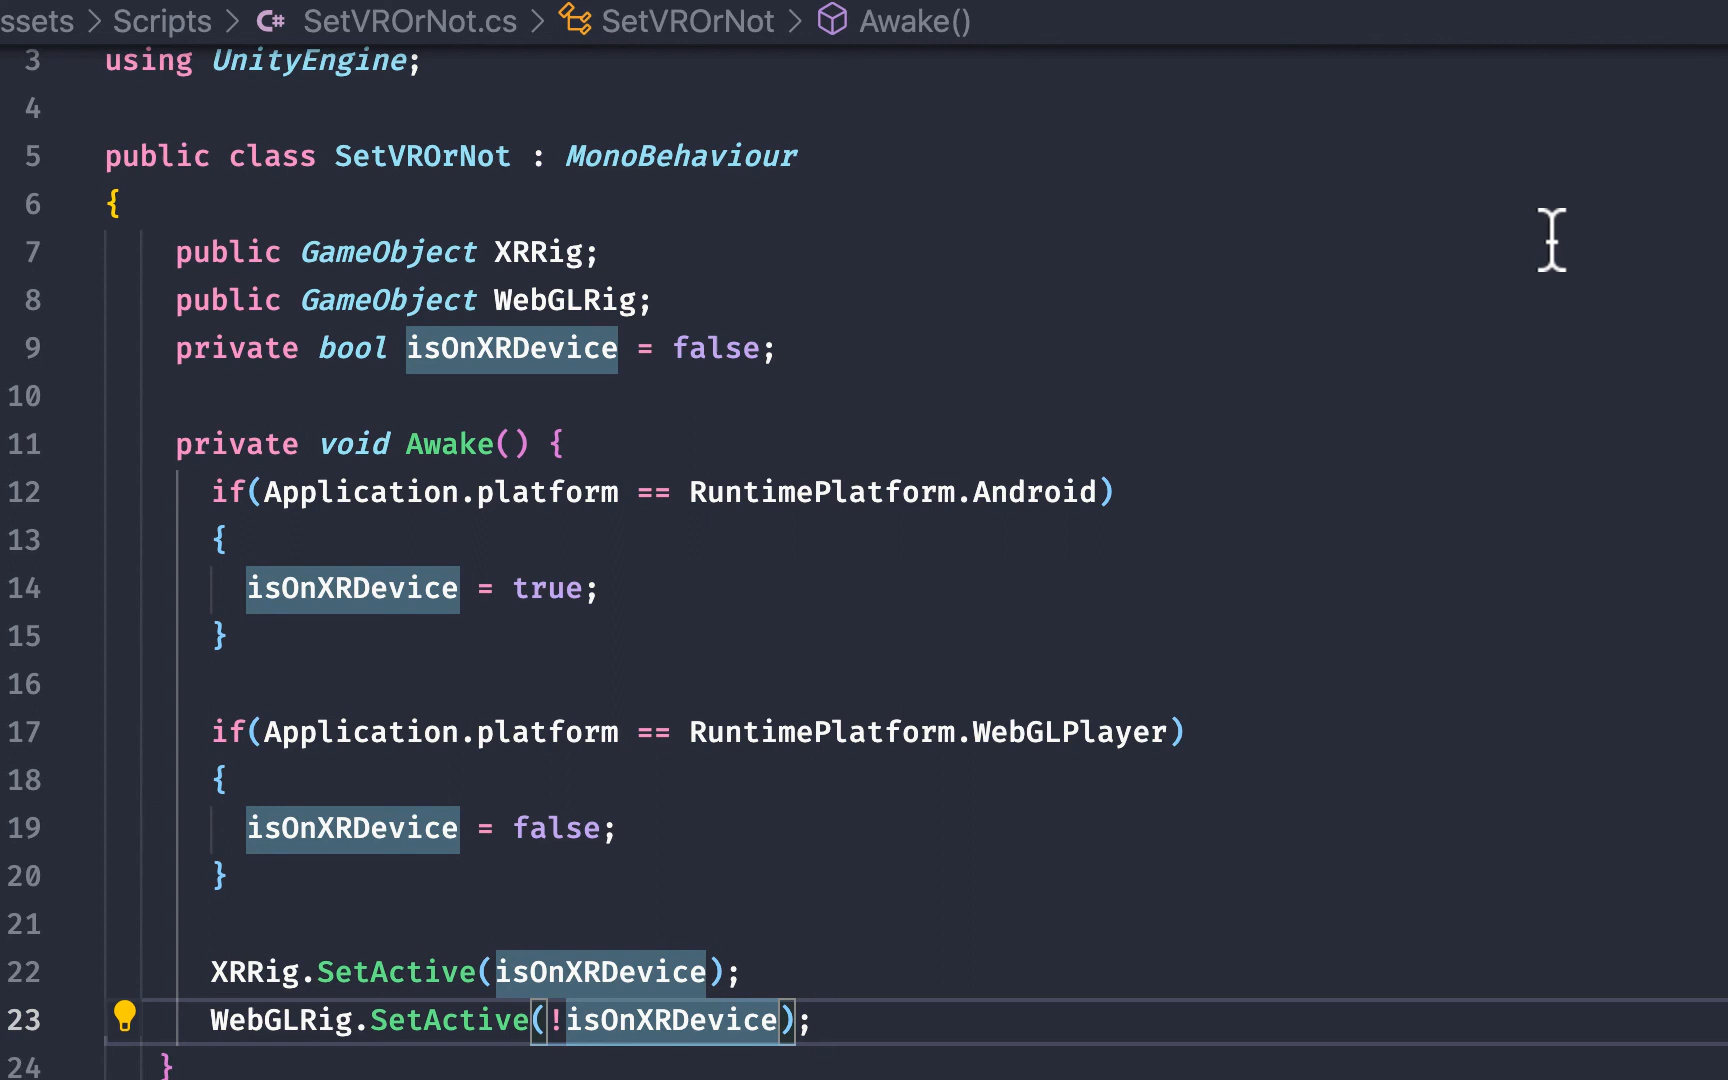 ssets > Scripts > C# SetVROrNot.cs > SetVROrNot > Awake()
3 using UnityEngine;
4
5 public class SetVROrNot : MonoBehaviour
6 {
7 public GameObject XRRig;
8 public GameObject WebGLRig;
9 private bool isOnXRDevice = false;
10
11 private void Awake() {
12 if(Application.platform == RuntimePlatform.Android)
13 {
14 isOnXRDevice = true;
15 }
16
17 if(Application.platform == RuntimePlatform.WebGLPlayer)
18 {
19 isOnXRDevice = false;
20 }
21
22 XRRig.SetActive(isOnXRDevice);
23 WebGLRig.SetActive(!isOnXRDevice);
24 }